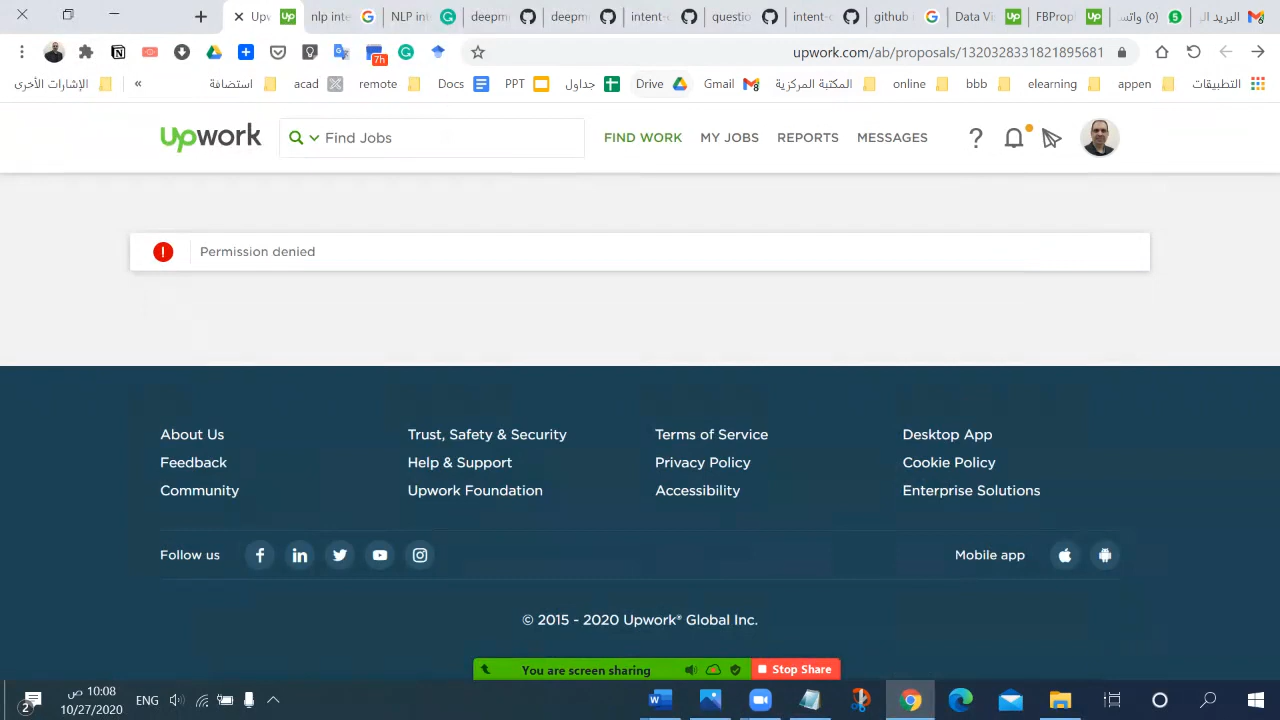 Upw
nlp inte
NLP int
deepm
deepm
intent
questio
intent-c
github
Data
FBProp
(٥) واتس
البريد ال
7h
upwork.com/ab/proposals/1320328331821895681
الإشارات الأخرى
«
استضافة
acad
remote
Docs
PPT
جداول
Drive
Gmail
المكتبة المركزية
online
bbb
elearning
appen
التطبيقات
upwork
Find Jobs
FIND WORK
MY JOBS
REPORTS
MESSAGES
Permission denied
About Us
Trust, Safety & Security
Terms of Service
Desktop App
Feedback
Help & Support
Privacy Policy
Cookie Policy
Community
Upwork Foundation
Accessibility
Enterprise Solutions
Follow us
Mobile app
© 2015 - 2020 Upwork® Global Inc.
You are screen sharing
Stop Share
2
10:08 ص
10/27/2020
ENG